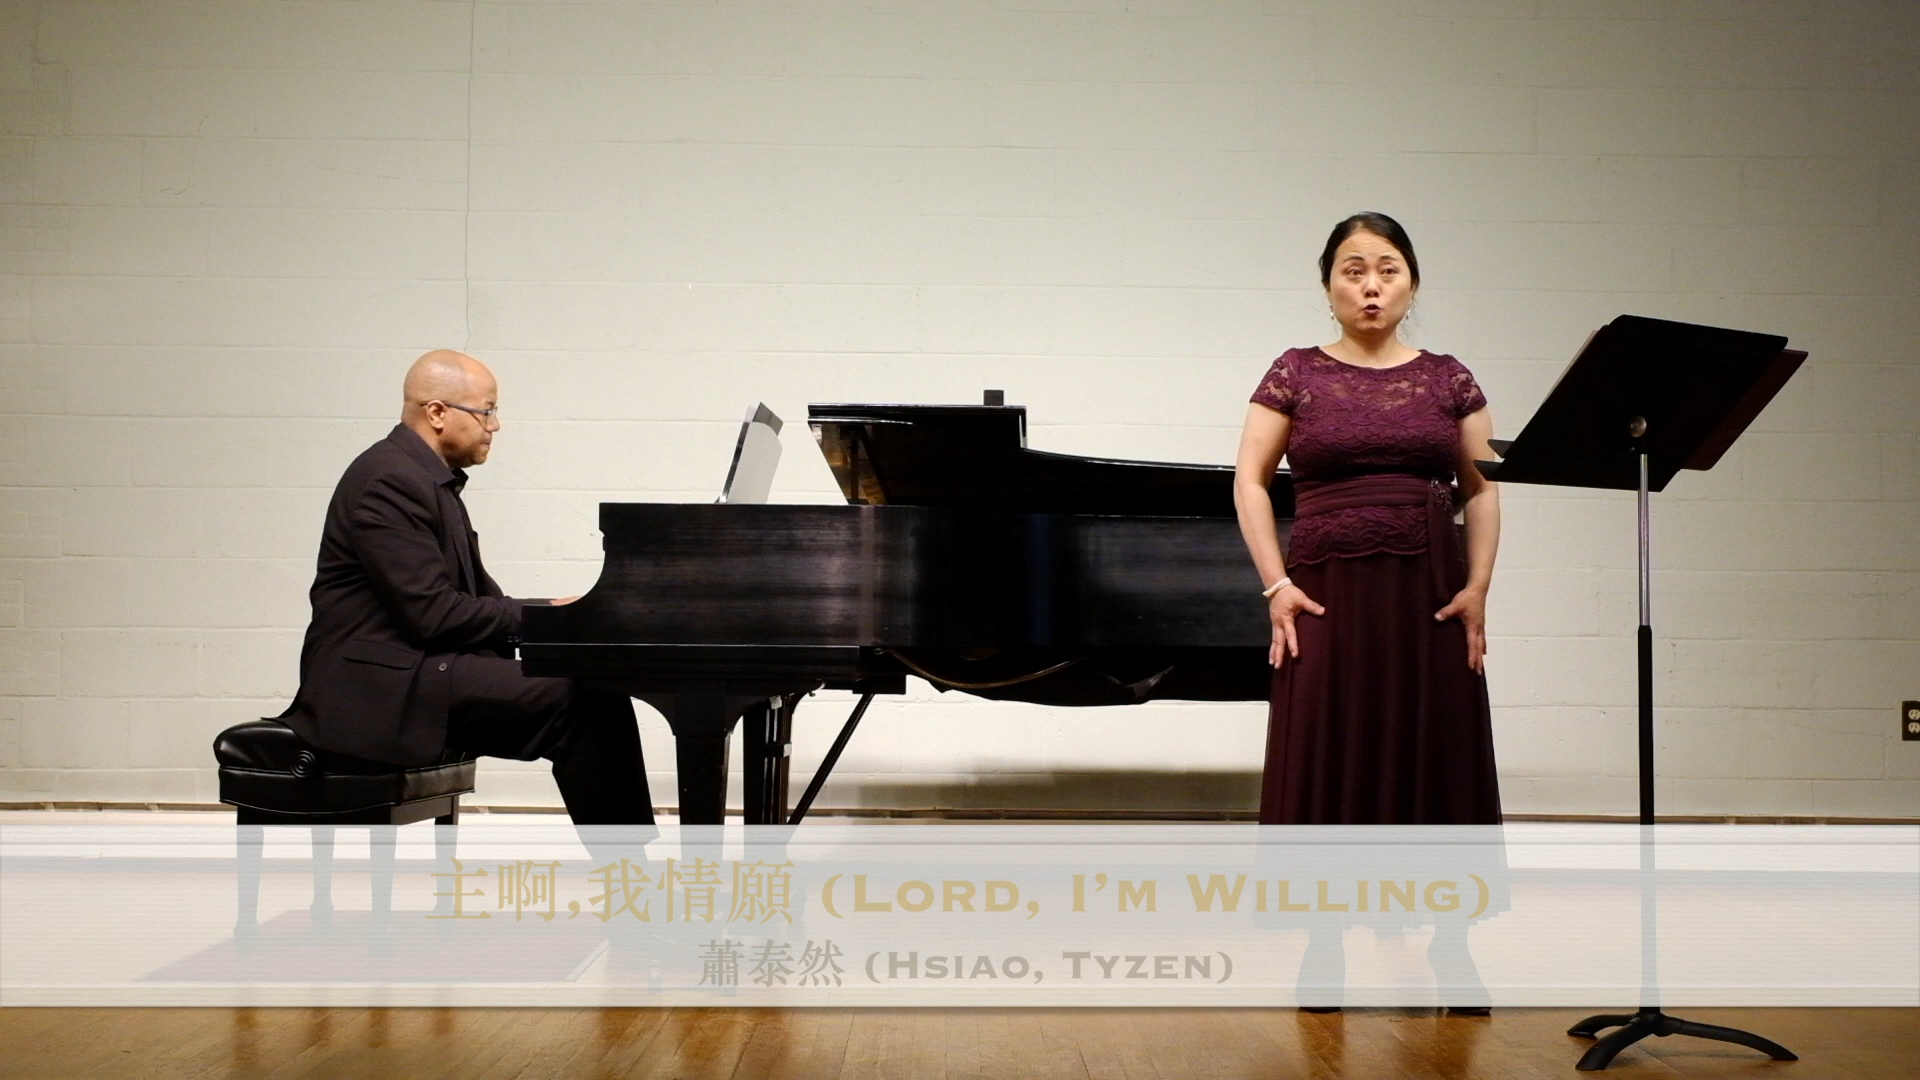 主啊,我情願 (Lord, I’m Willing)
蕭泰然 (Hsiao, Tyzen)